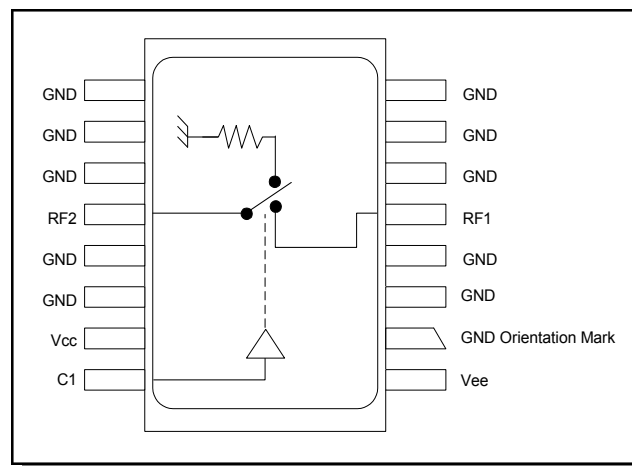 GND
GND
GND
RF2
GND
GND
Vcc
C1
GND
GND
GND
RF1
GND
GND
GND Orientation Mark
Vee